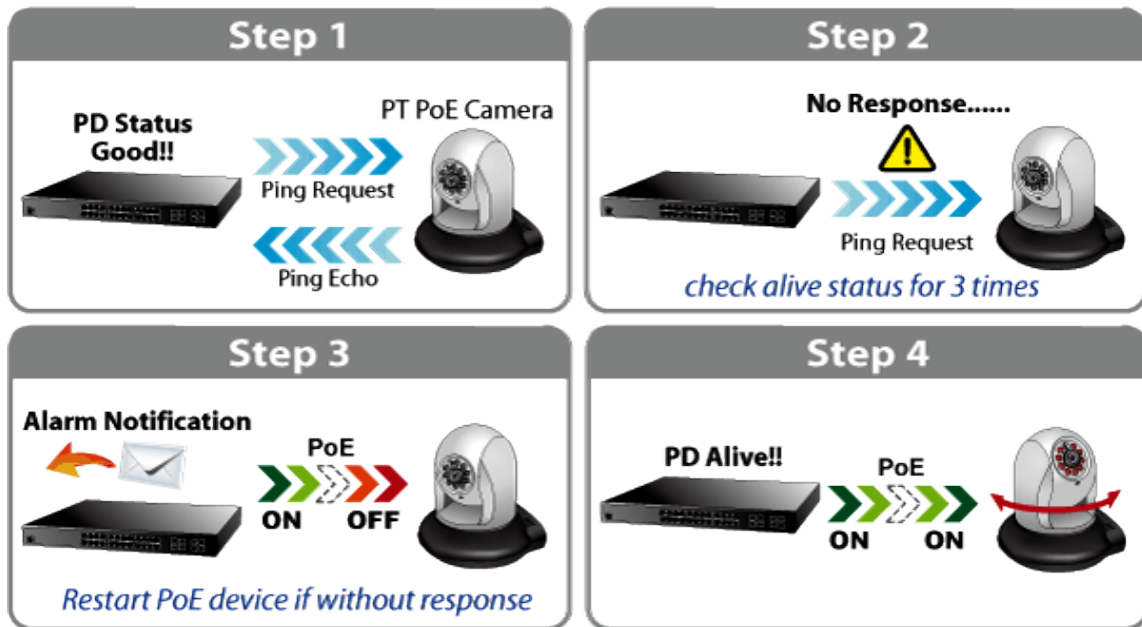 Step 1
PD Status
Good!!
PT PoE Camera
Ping Request
Ping Echo
Step 2
No Response......
Ping Request
check alive status for 3 times
Step 3
Alarm Notification
PoE
ON
OFF
Restart PoE device if without response
Step 4
PD Alive!!
PoE
ON
ON